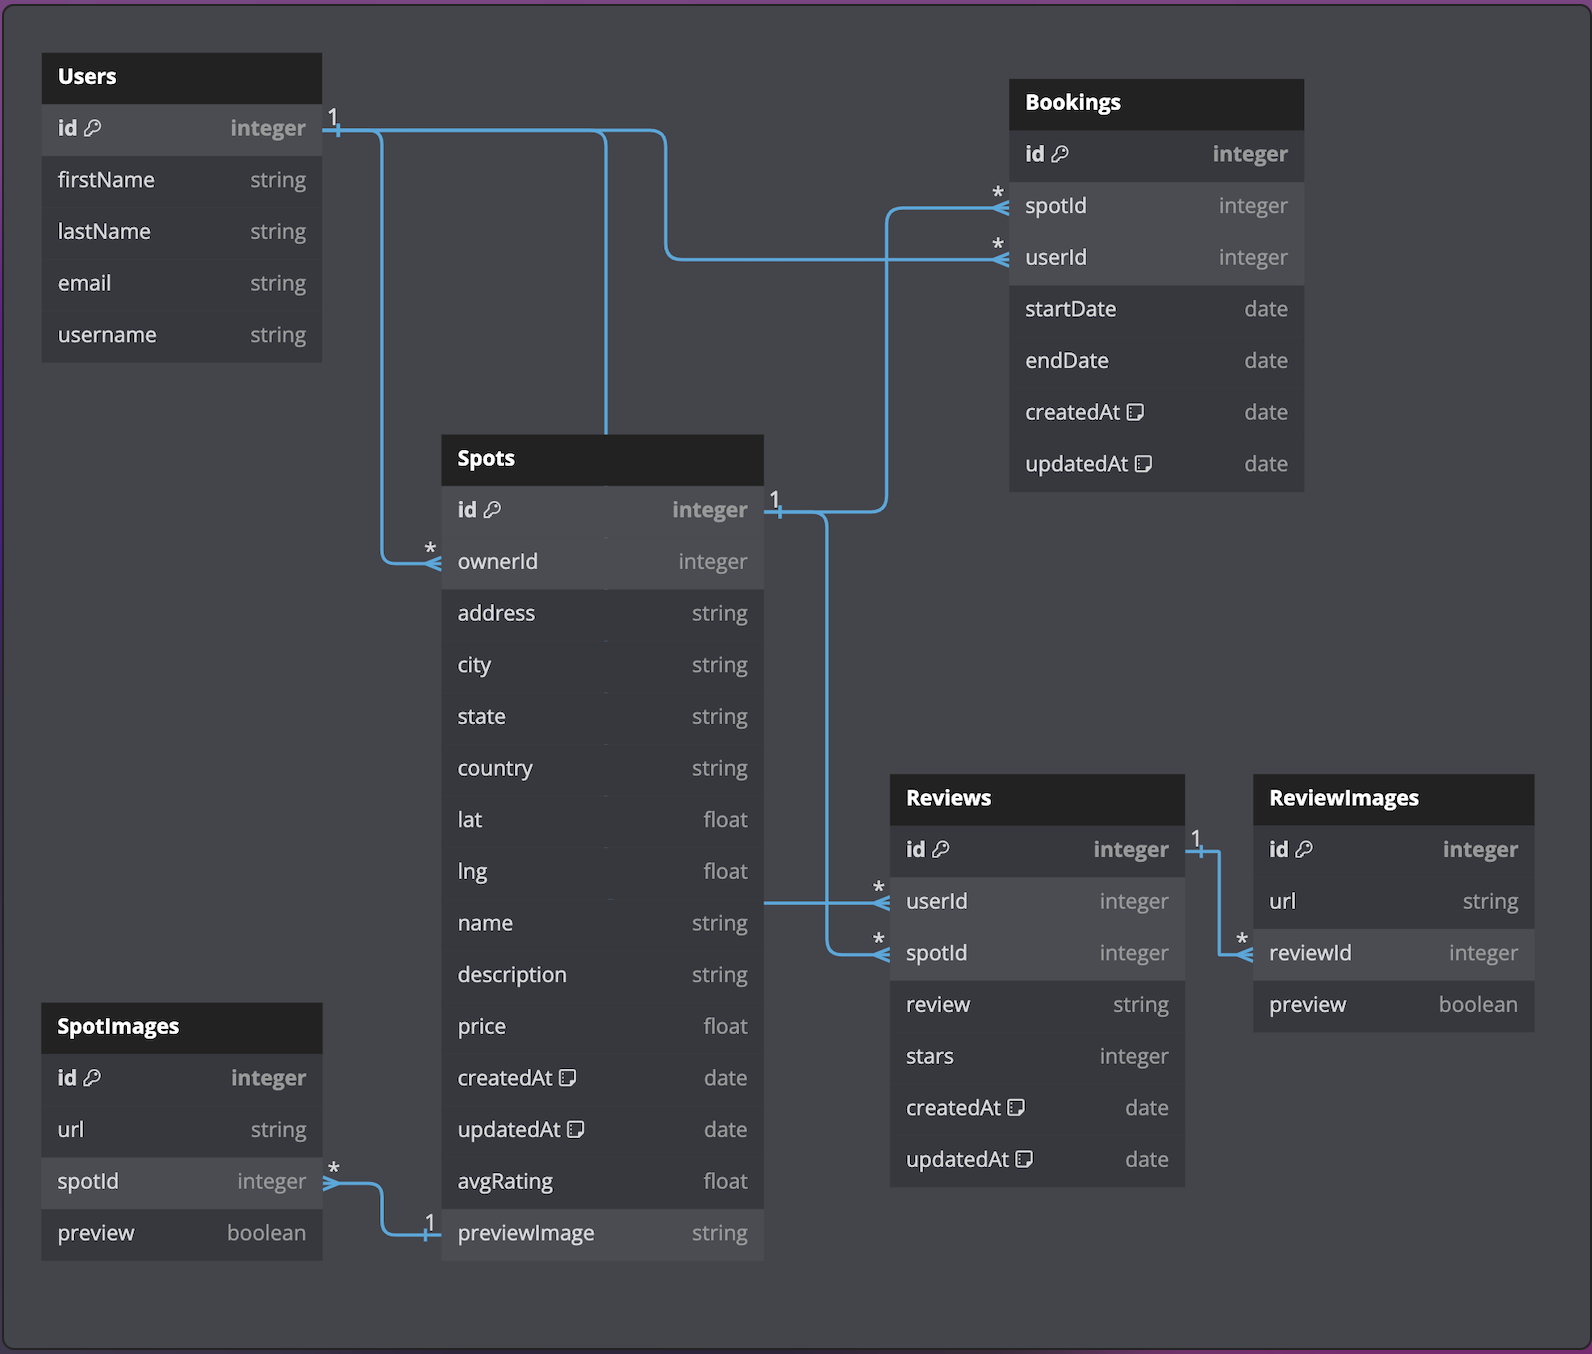 Users
id integer
firstName string
lastName string
email string
username string
1
Bookings
id integer
* spotId integer
* userId integer
startDate date
endDate date
createdAt date
updatedAt date
Spots
id integer 1
* ownerId integer
address string
city string
state string
country string
lat float
lng float
name string
description string
price float
createdAt date
updatedAt date
avgRating float
1 previewImage string
Reviews
id integer 1
* userId integer
* spotId integer
review string
stars integer
createdAt date
updatedAt date
ReviewImages
id integer
url string
* reviewId integer
preview boolean
SpotImages
id integer
url string
spotId integer *
preview boolean